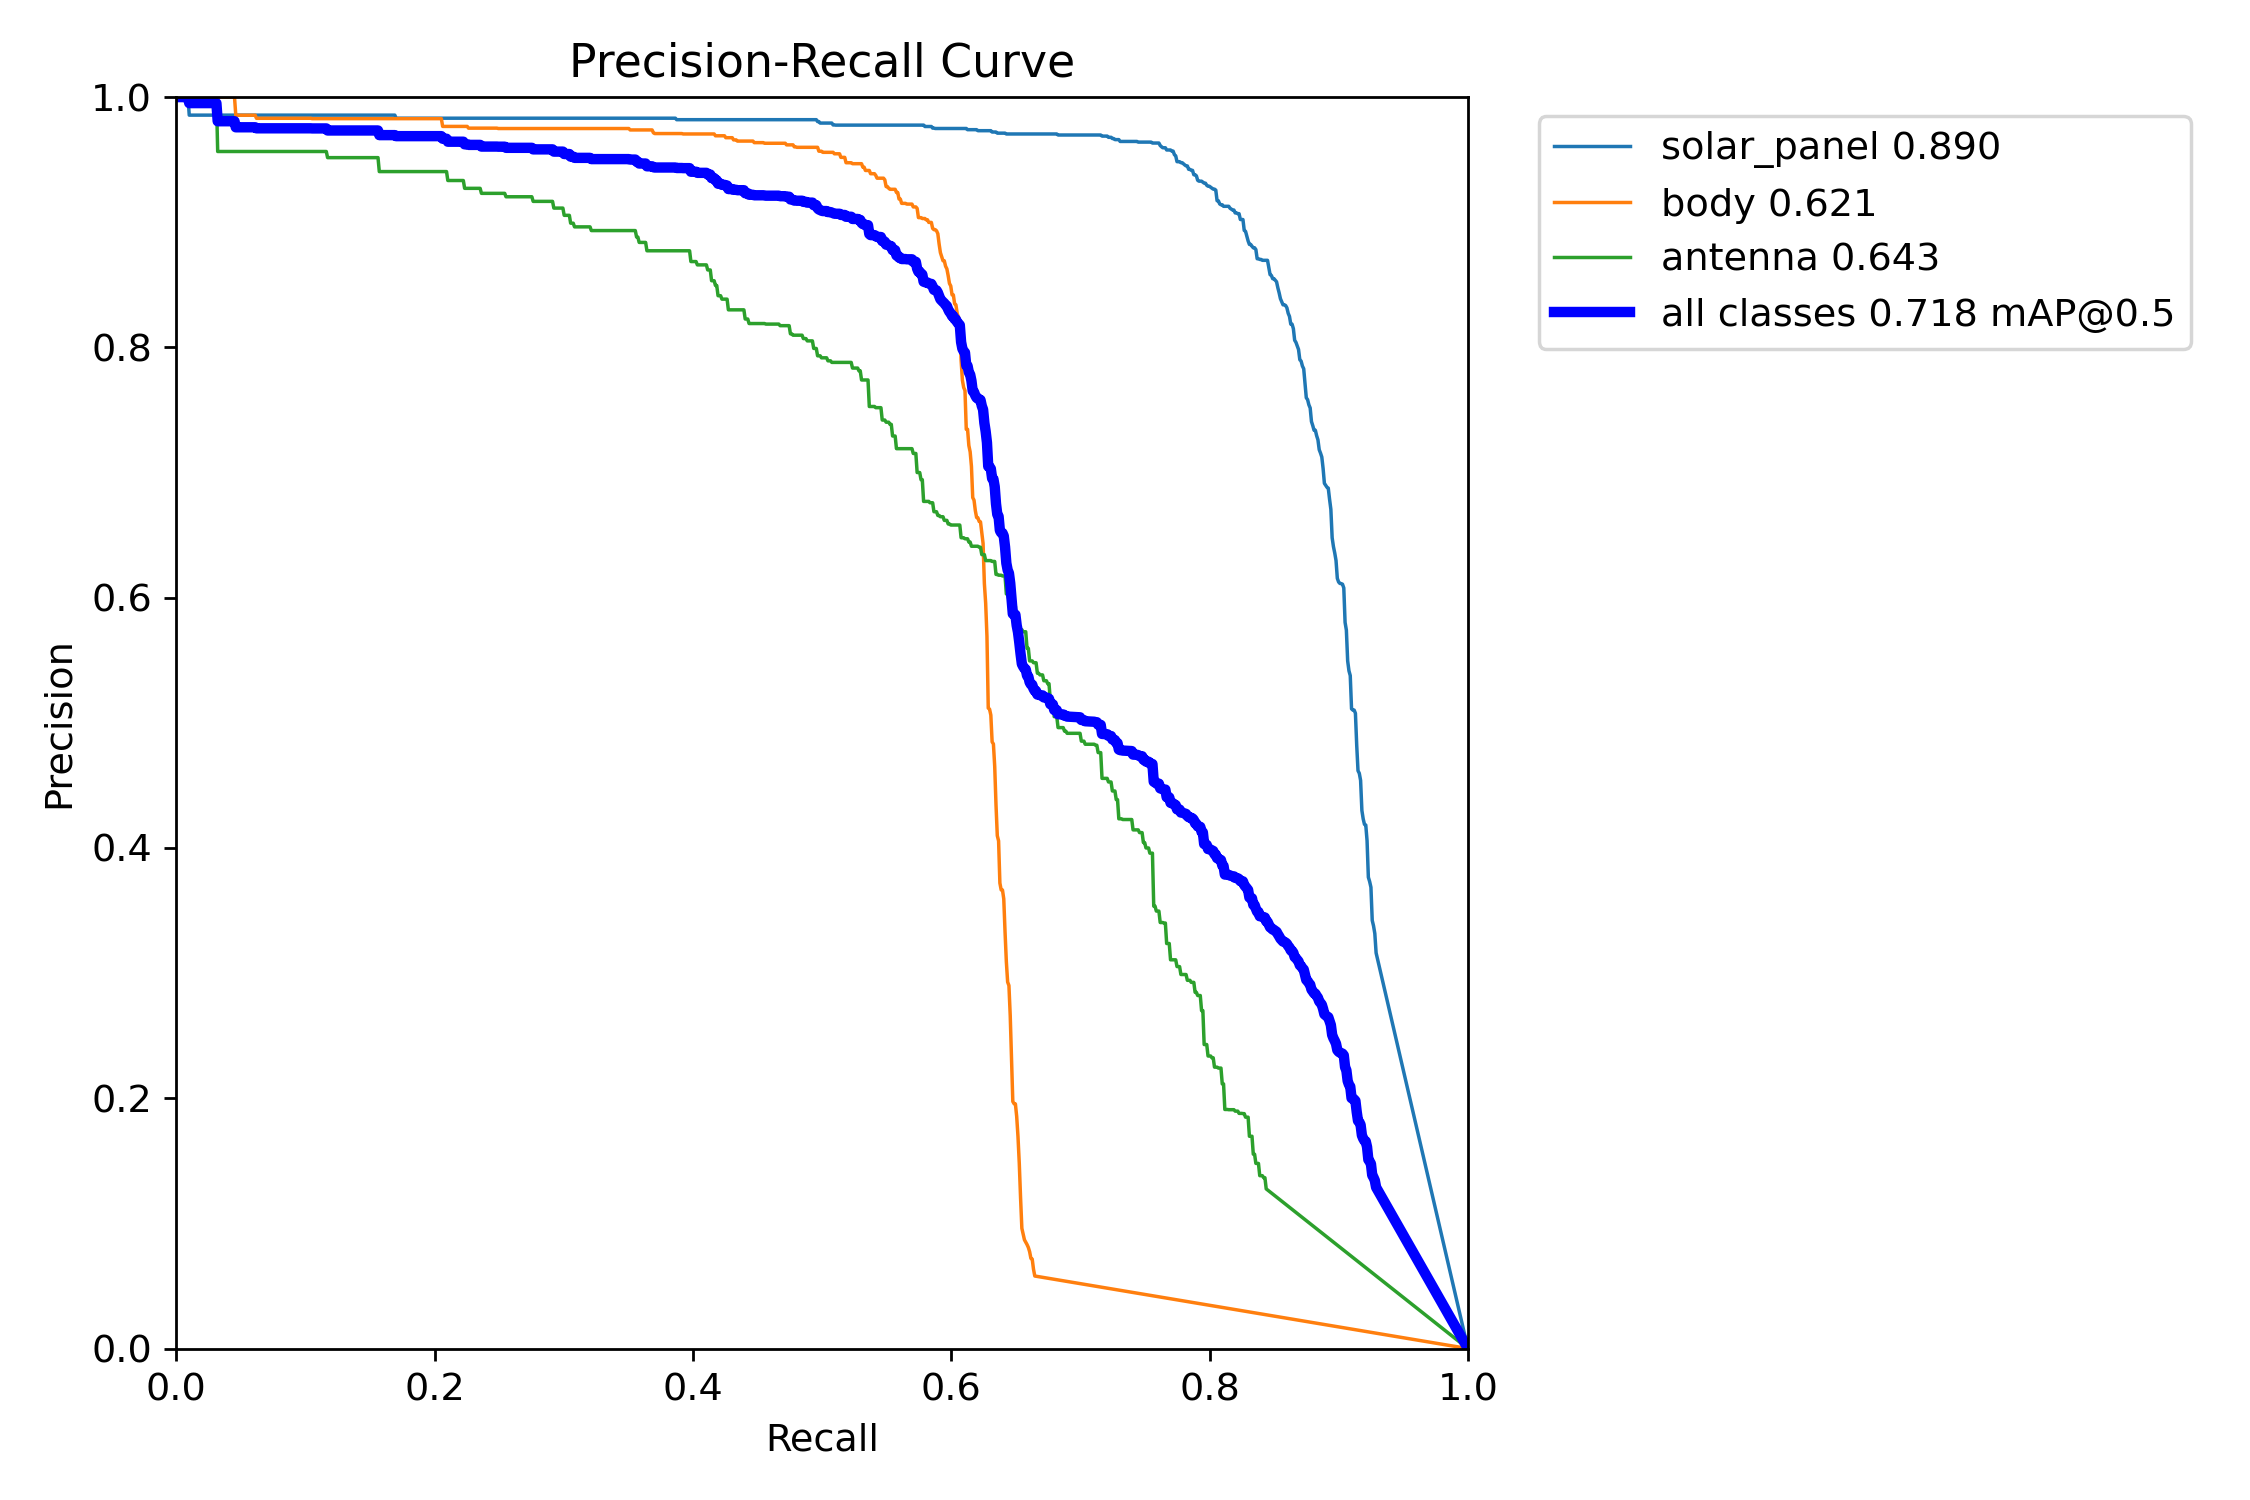 Precision-Recall Curve
1.0
0.8
0.6
0.4
0.2
0.0
Precision
0.0 0.2 0.4 0.6 0.8 1.0
Recall
solar_panel 0.890
body 0.621
antenna 0.643
all classes 0.718 mAP@0.5